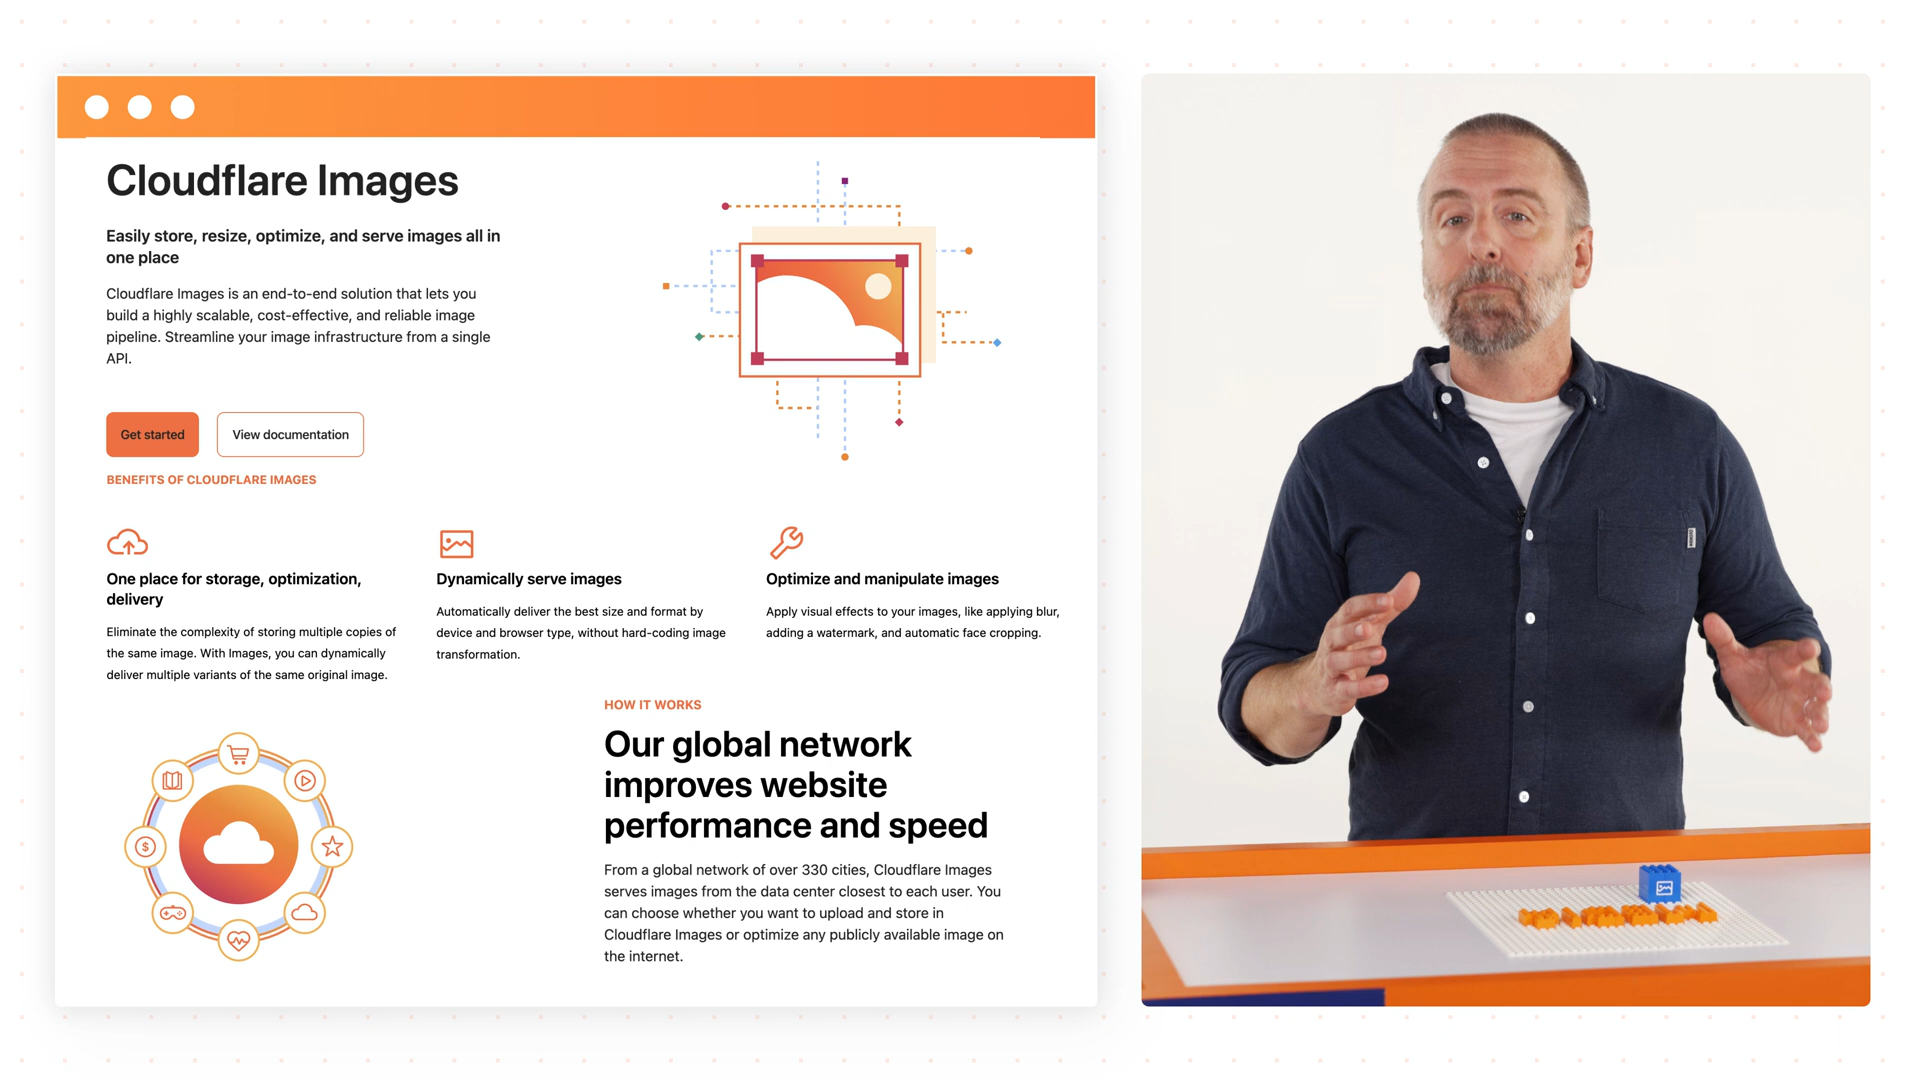 Cloudflare Images
Easily store, resize, optimize, and serve images all in
one place
Cloudflare Images is an end-to-end solution that lets you
build a highly scalable, cost-effective, and reliable image
pipeline. Streamline your image infrastructure from a single
API.
Get started
View documentation
BENEFITS OF CLOUDFLARE IMAGES
One place for storage, optimization,
delivery
Eliminate the complexity of storing multiple copies of
the same image. With Images, you can dynamically
deliver multiple variants of the same original image.
Dynamically serve images
Automatically deliver the best size and format by
device and browser type, without hard-coding image
transformation.
Optimize and manipulate images
Apply visual effects to your images, like applying blur,
adding a watermark, and automatic face cropping.
HOW IT WORKS
Our global network
improves website
performance and speed
From a global network of over 330 cities, Cloudflare Images
serves images from the data center closest to each user. You
can choose whether you want to upload and store in
Cloudflare Images or optimize any publicly available image on
the internet.
$